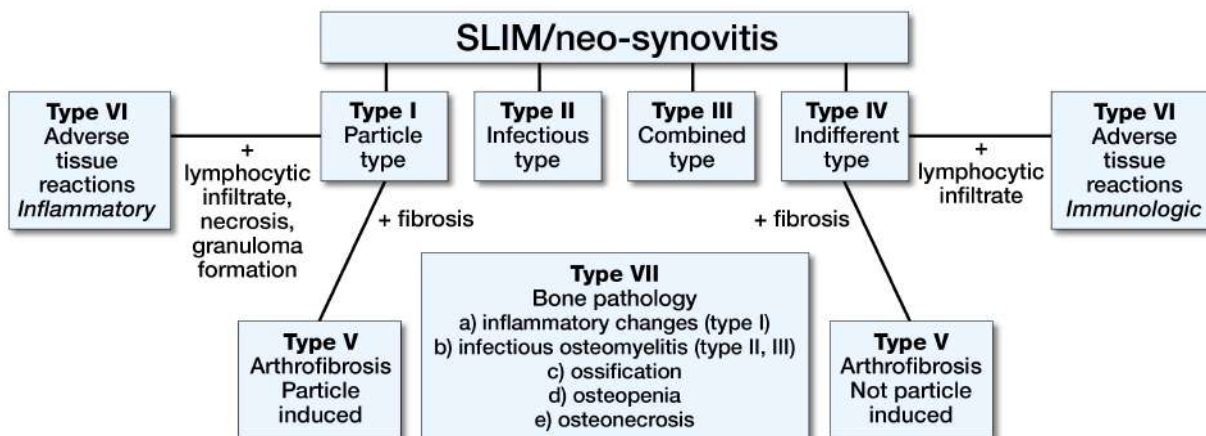 SLIM/neo-synovitis
Type VI
Adverse
tissue
reactions
Inflammatory
+
lymphocytic
infiltrate,
necrosis,
granuloma
formation
Type I
Particle
type
Type II
Infectious
type
Type III
Combined
type
Type IV
Indifferent
type
+
lymphocytic
infiltrate
Type VI
Adverse
tissue
reactions
Immunologic
+ fibrosis
+ fibrosis
Type V
Arthrofibrosis
Particle
induced
Type VII
Bone pathology
a) inflammatory changes (type I)
b) infectious osteomyelitis (type II, III)
c) ossification
d) osteopenia
e) osteonecrosis
Type V
Arthrofibrosis
Not particle
induced